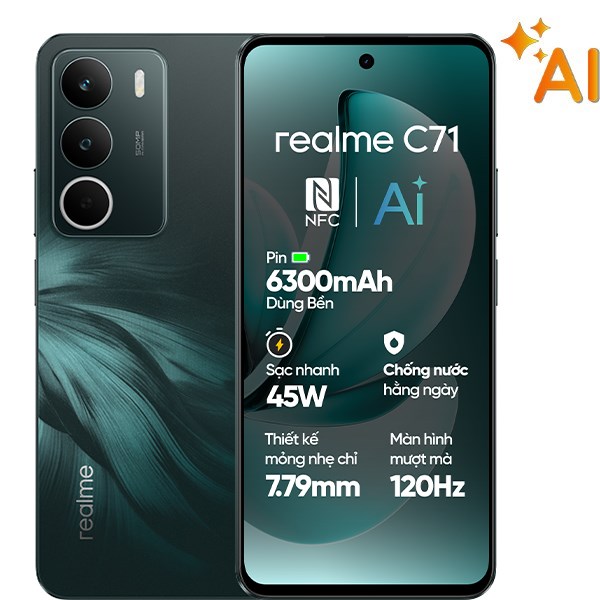 AI
50MP
realme
realme C71
NFC
Ai
Pin
6300mAh
Dùng Bền
Sạc nhanh
45W
Chống nước
hằng ngày
Thiết kế
mỏng nhẹ chỉ
7.79mm
Màn hình
mượt mà
120Hz